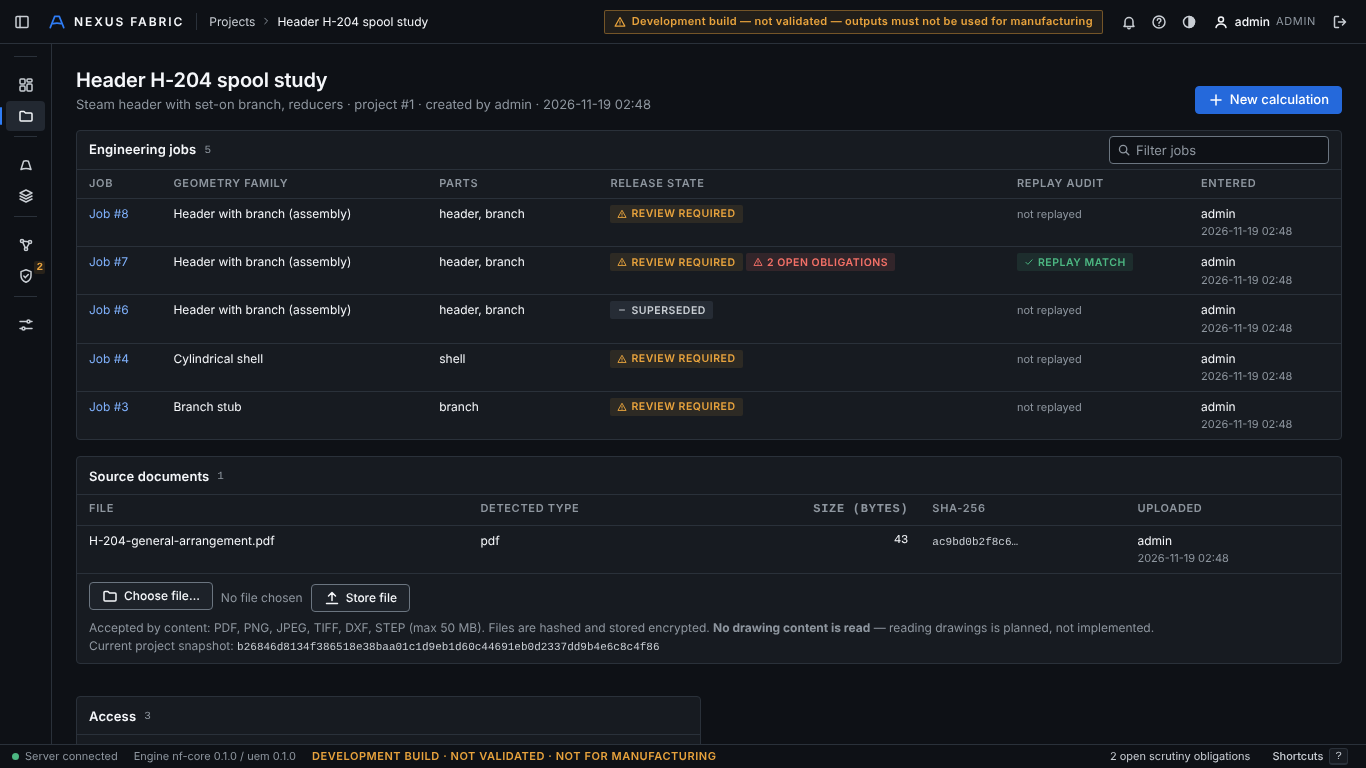 NEXUS FABRIC Projects Header H-204 spool study Development build — not validated — outputs must not be used for manufacturing admin ADMIN
Header H-204 spool study
Steam header with set-on branch, reducers · project #1 · created by admin · 2026-11-19 02:48
New calculation
Engineering jobs 5 Filter jobs
JOB GEOMETRY FAMILY PARTS RELEASE STATE REPLAY AUDIT ENTERED
Job #8 Header with branch (assembly) header, branch REVIEW REQUIRED not replayed admin
2026-11-19 02:48
Job #7 Header with branch (assembly) header, branch REVIEW REQUIRED 2 OPEN OBLIGATIONS REPLAY MATCH admin
2
2026-11-19 02:48
Job #6 Header with branch (assembly) header, branch SUPERSEDED not replayed admin
2026-11-19 02:48
Job #4 Cylindrical shell shell REVIEW REQUIRED not replayed admin
2026-11-19 02:48
Job #3 Branch stub branch REVIEW REQUIRED not replayed admin
2026-11-19 02:48
Source documents 1
FILE DETECTED TYPE SIZE (BYTES) SHA-256 UPLOADED
H-204-general-arrangement.pdf pdf 43 ac9bd0b2f8c6… admin
2026-11-19 02:48
Choose file... No file chosen Store file
Accepted by content: PDF, PNG, JPEG, TIFF, DXF, STEP (max 50 MB). Files are hashed and stored encrypted. No drawing content is read — reading drawings is planned, not implemented.
Current project snapshot: b26846d8134f386518e38baa01c1d9eb1d60c44691eb0d2337dd9b4e6c8c4f86
Access 3
Server connected Engine nf-core 0.1.0 / uem 0.1.0 DEVELOPMENT BUILD · NOT VALIDATED · NOT FOR MANUFACTURING 2 open scrutiny obligations Shortcuts ?